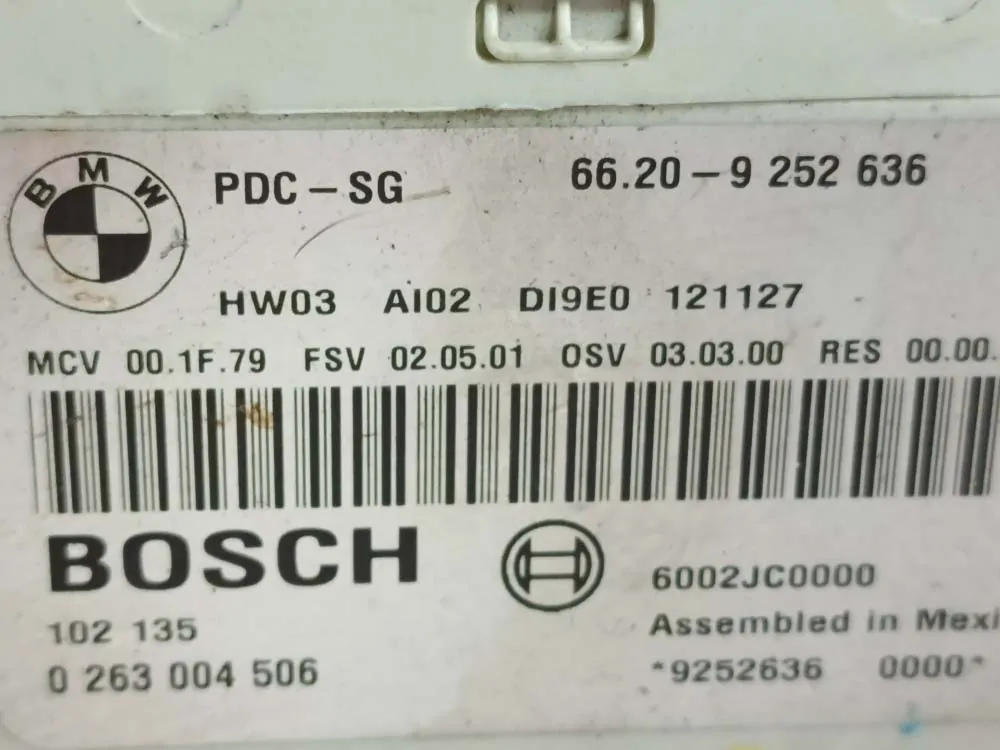 BMW
PDC-SG 66.20-9 252 636
HW03 AI02 DI9E0 121127
MCV 00.1F.79 FSV 02.05.01 OSV 03.03.00 RES 00.00.
BOSCH
6002JC0000
102 135 Assembled in Mexi
0 263 004 506 *9252636 0000*